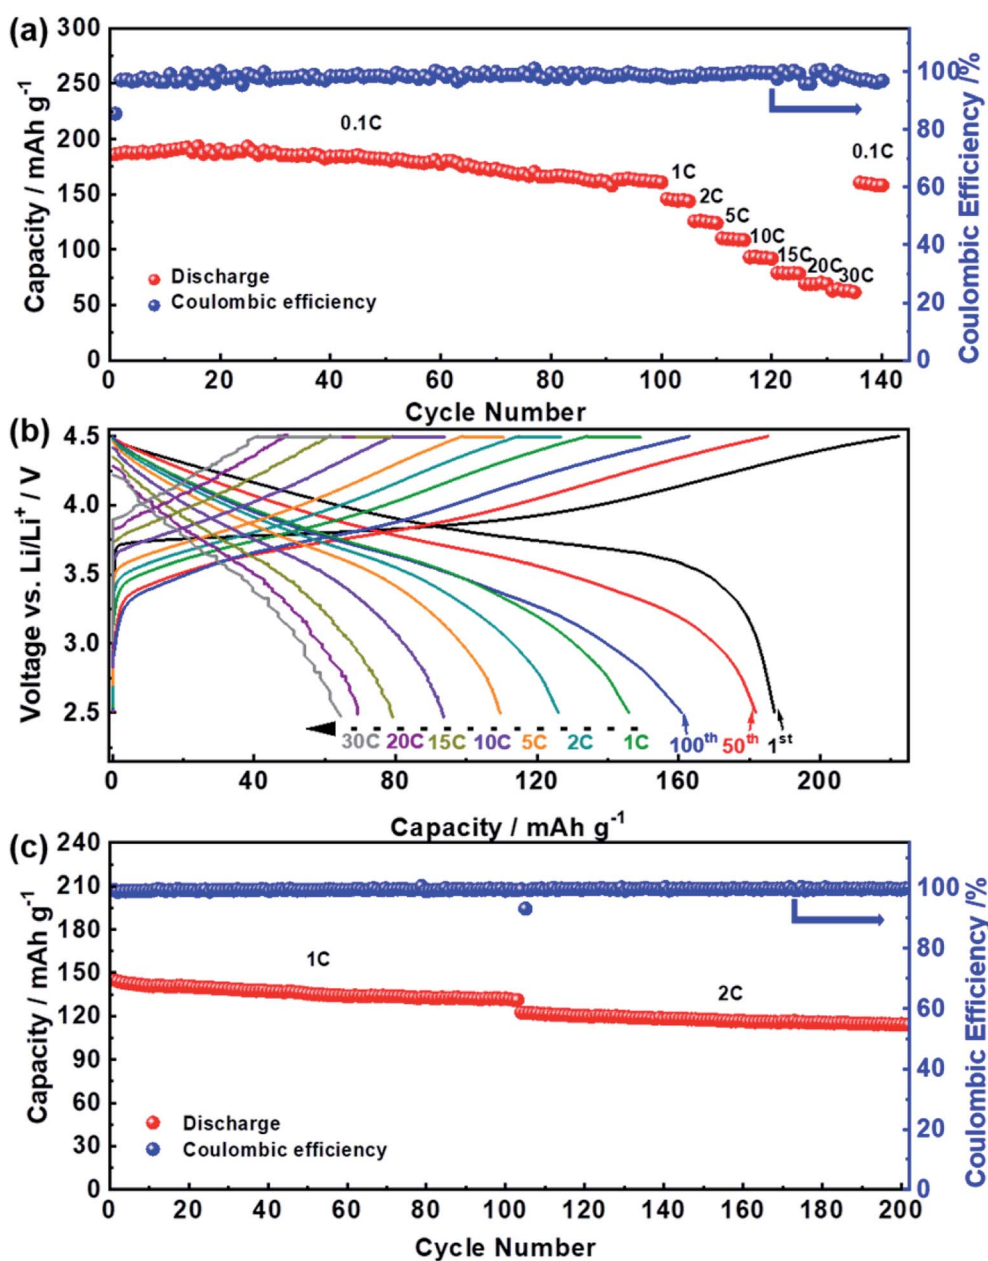 (a)
300
250
200
150
100
50
0
Capacity / mAh g-1
0.1C
1C
2C
5C
10C
15C
20C
30C
0.1C
Discharge
Coulombic efficiency
100
80
60
40
20
0
Coulombic Efficiency /%
0 20 40 60 80 100 120 140
Cycle Number
(b)
4.5
4.0
3.5
3.0
2.5
Voltage vs. Li/Li+ / V
30C 20C 15C 10C 5C 2C 1C 100th 50th 1st
0 40 80 120 160 200
Capacity / mAh g-1
(c)
240
210
180
150
120
90
60
30
0
Capacity / mAh g-1
1C
2C
Discharge
Coulombic efficiency
100
80
60
40
20
0
Coulombic Efficiency /%
0 20 40 60 80 100 120 140 160 180 200
Cycle Number